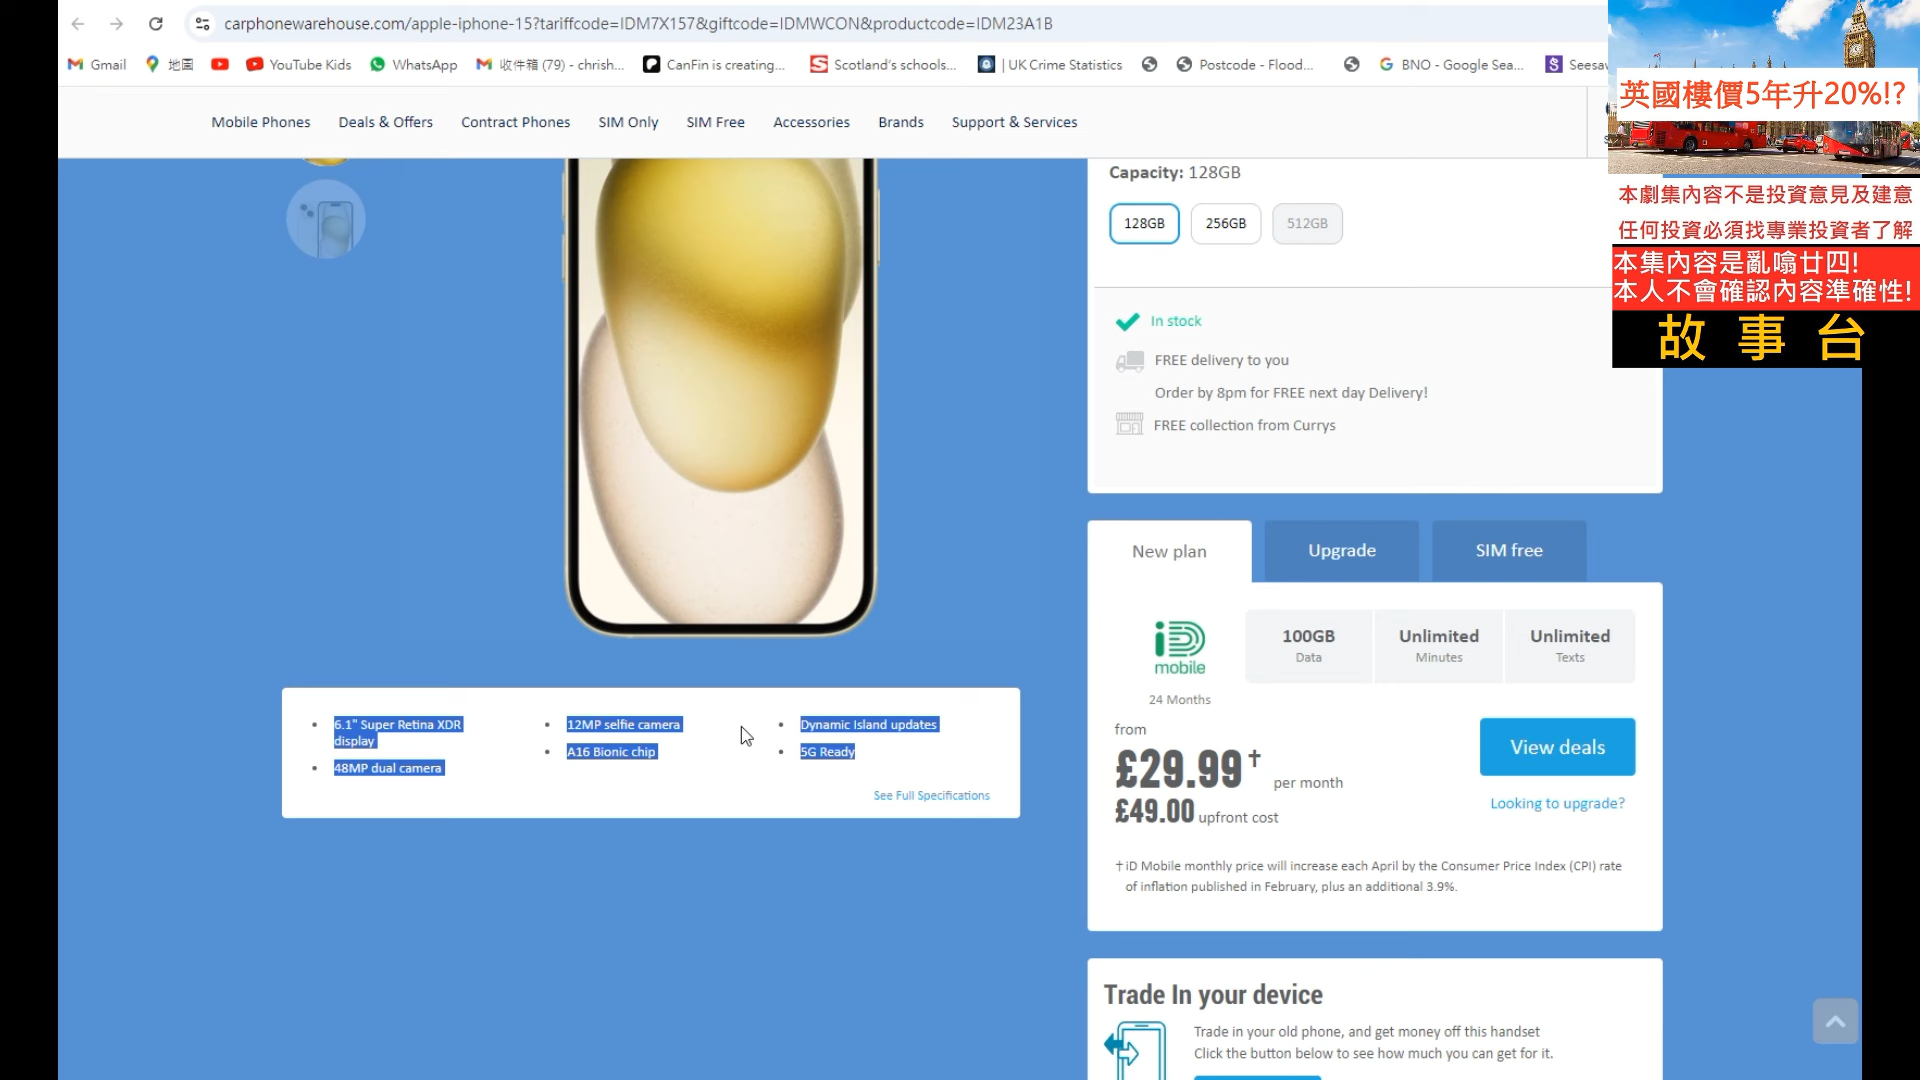 carphonewarehouse.com/apple-iphone-15?tariffcode=IDM7X157&giftcode=IDMWCON&productcode=IDM23A1B
Gmail
地圖
YouTube Kids
WhatsApp
收件箱 (79) - chrish...
CanFin is creating...
Scotland's schools...
| UK Crime Statistics
Postcode - Flood...
BNO - Google Sea...
Seesaw
Mobile Phones
Deals & Offers
Contract Phones
SIM Only
SIM Free
Accessories
Brands
Support & Services
英國樓價5年升20%!?
本劇集內容不是投資意見及建意
任何投資必須找專業投資者了解
本集內容是亂噏廿四!
本人不會確認內容準確性!
故事台
Capacity: 128GB
128GB
256GB
512GB
In stock
FREE delivery to you
Order by 8pm for FREE next day Delivery!
FREE collection from Currys
New plan
Upgrade
SIM free
iD
mobile
24 Months
100GB
Data
Unlimited
Minutes
Unlimited
Texts
from
£29.99† per month
£49.00 upfront cost
View deals
Looking to upgrade?
† iD Mobile monthly price will increase each April by the Consumer Price Index (CPI) rate
of inflation published in February, plus an additional 3.9%.
6.1" Super Retina XDR
display
48MP dual camera
12MP selfie camera
A16 Bionic chip
Dynamic Island updates
5G Ready
See Full Specifications
Trade In your device
Trade in your old phone, and get money off this handset
Click the button below to see how much you can get for it.